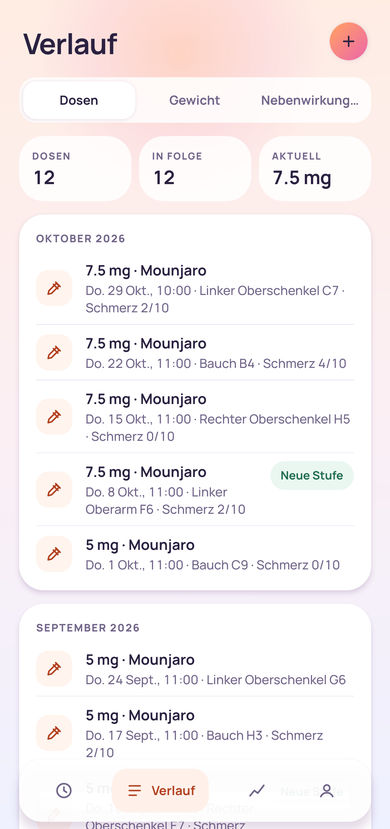 Verlauf
Dosen
Gewicht
Nebenwirkung...
DOSEN
12
IN FOLGE
12
AKTUELL
7.5 mg
OKTOBER 2026
7.5 mg · Mounjaro
Do. 29 Okt., 10:00 · Linker Oberschenkel C7 ·
Schmerz 2/10
7.5 mg · Mounjaro
Do. 22 Okt., 11:00 · Bauch B4 · Schmerz 4/10
7.5 mg · Mounjaro
Do. 15 Okt., 11:00 · Rechter Oberschenkel H5
· Schmerz 0/10
7.5 mg · Mounjaro
Neue Stufe
Do. 8 Okt., 11:00 · Linker
Oberarm F6 · Schmerz 2/10
5 mg · Mounjaro
Do. 1 Okt., 11:00 · Bauch C9 · Schmerz 0/10
SEPTEMBER 2026
5 mg · Mounjaro
Do. 24 Sept., 11:00 · Linker Oberschenkel G6
5 mg · Mounjaro
Do. 17 Sept., 11:00 · Bauch H3 · Schmerz
2/10
Verlauf